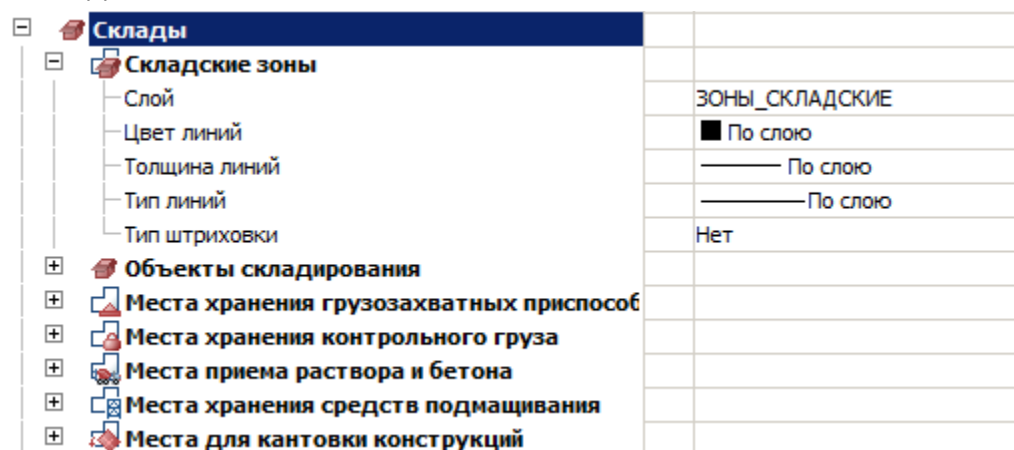 Склады
Складские зоны
Слой ЗОНЫ_СКЛАДСКИЕ
Цвет линий По слою
Толщина линий По слою
Тип линий По слою
Тип штриховки Нет
Объекты складирования
Места хранения грузозахватных приспособ
Места хранения контрольного груза
Места приема раствора и бетона
Места хранения средств подмащивания
Места для кантовки конструкций